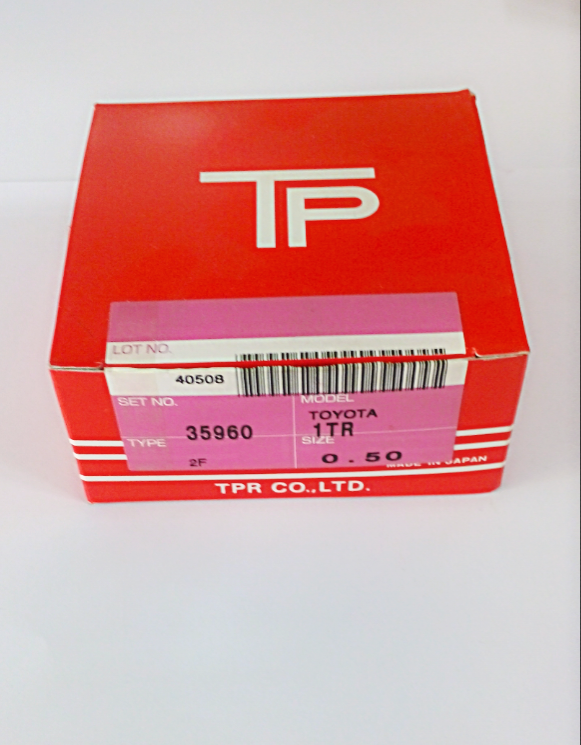 TP
LOT NO.
40508
SET NO.
35960
MODEL
TOYOTA
1TR
TYPE
2F
SIZE
0.50
MADE IN JAPAN
TPR CO.,LTD.